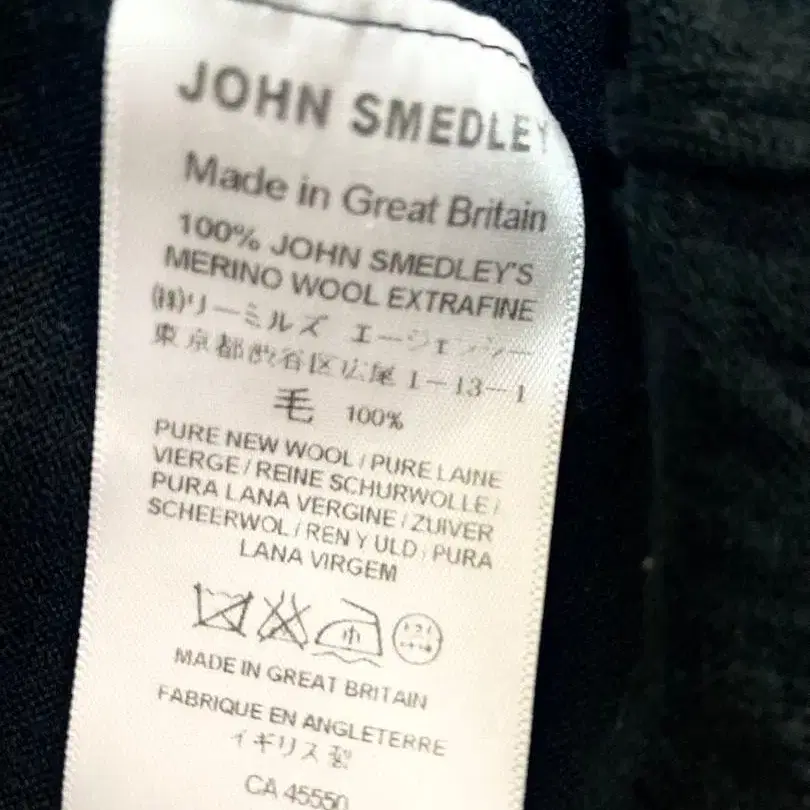 JOHN SMEDLEY
Made in Great Britain
100% JOHN SMEDLEY'S
MERINO WOOL EXTRAFINE
(株)リーミルズ エージェンシー
東京都渋谷区広尾 1-13-1
毛 100%
PURE NEW WOOL / PURE LAINE
VIERGE / REINE SCHURWOLLE /
PURA LANA VERGINE / ZUIVER
SCHEERWOL / REN Y ULD / PURA
LANA VIRGEM
中
MADE IN GREAT BRITAIN
FABRIQUE EN ANGLETERRE
イギリス製
CA 45550